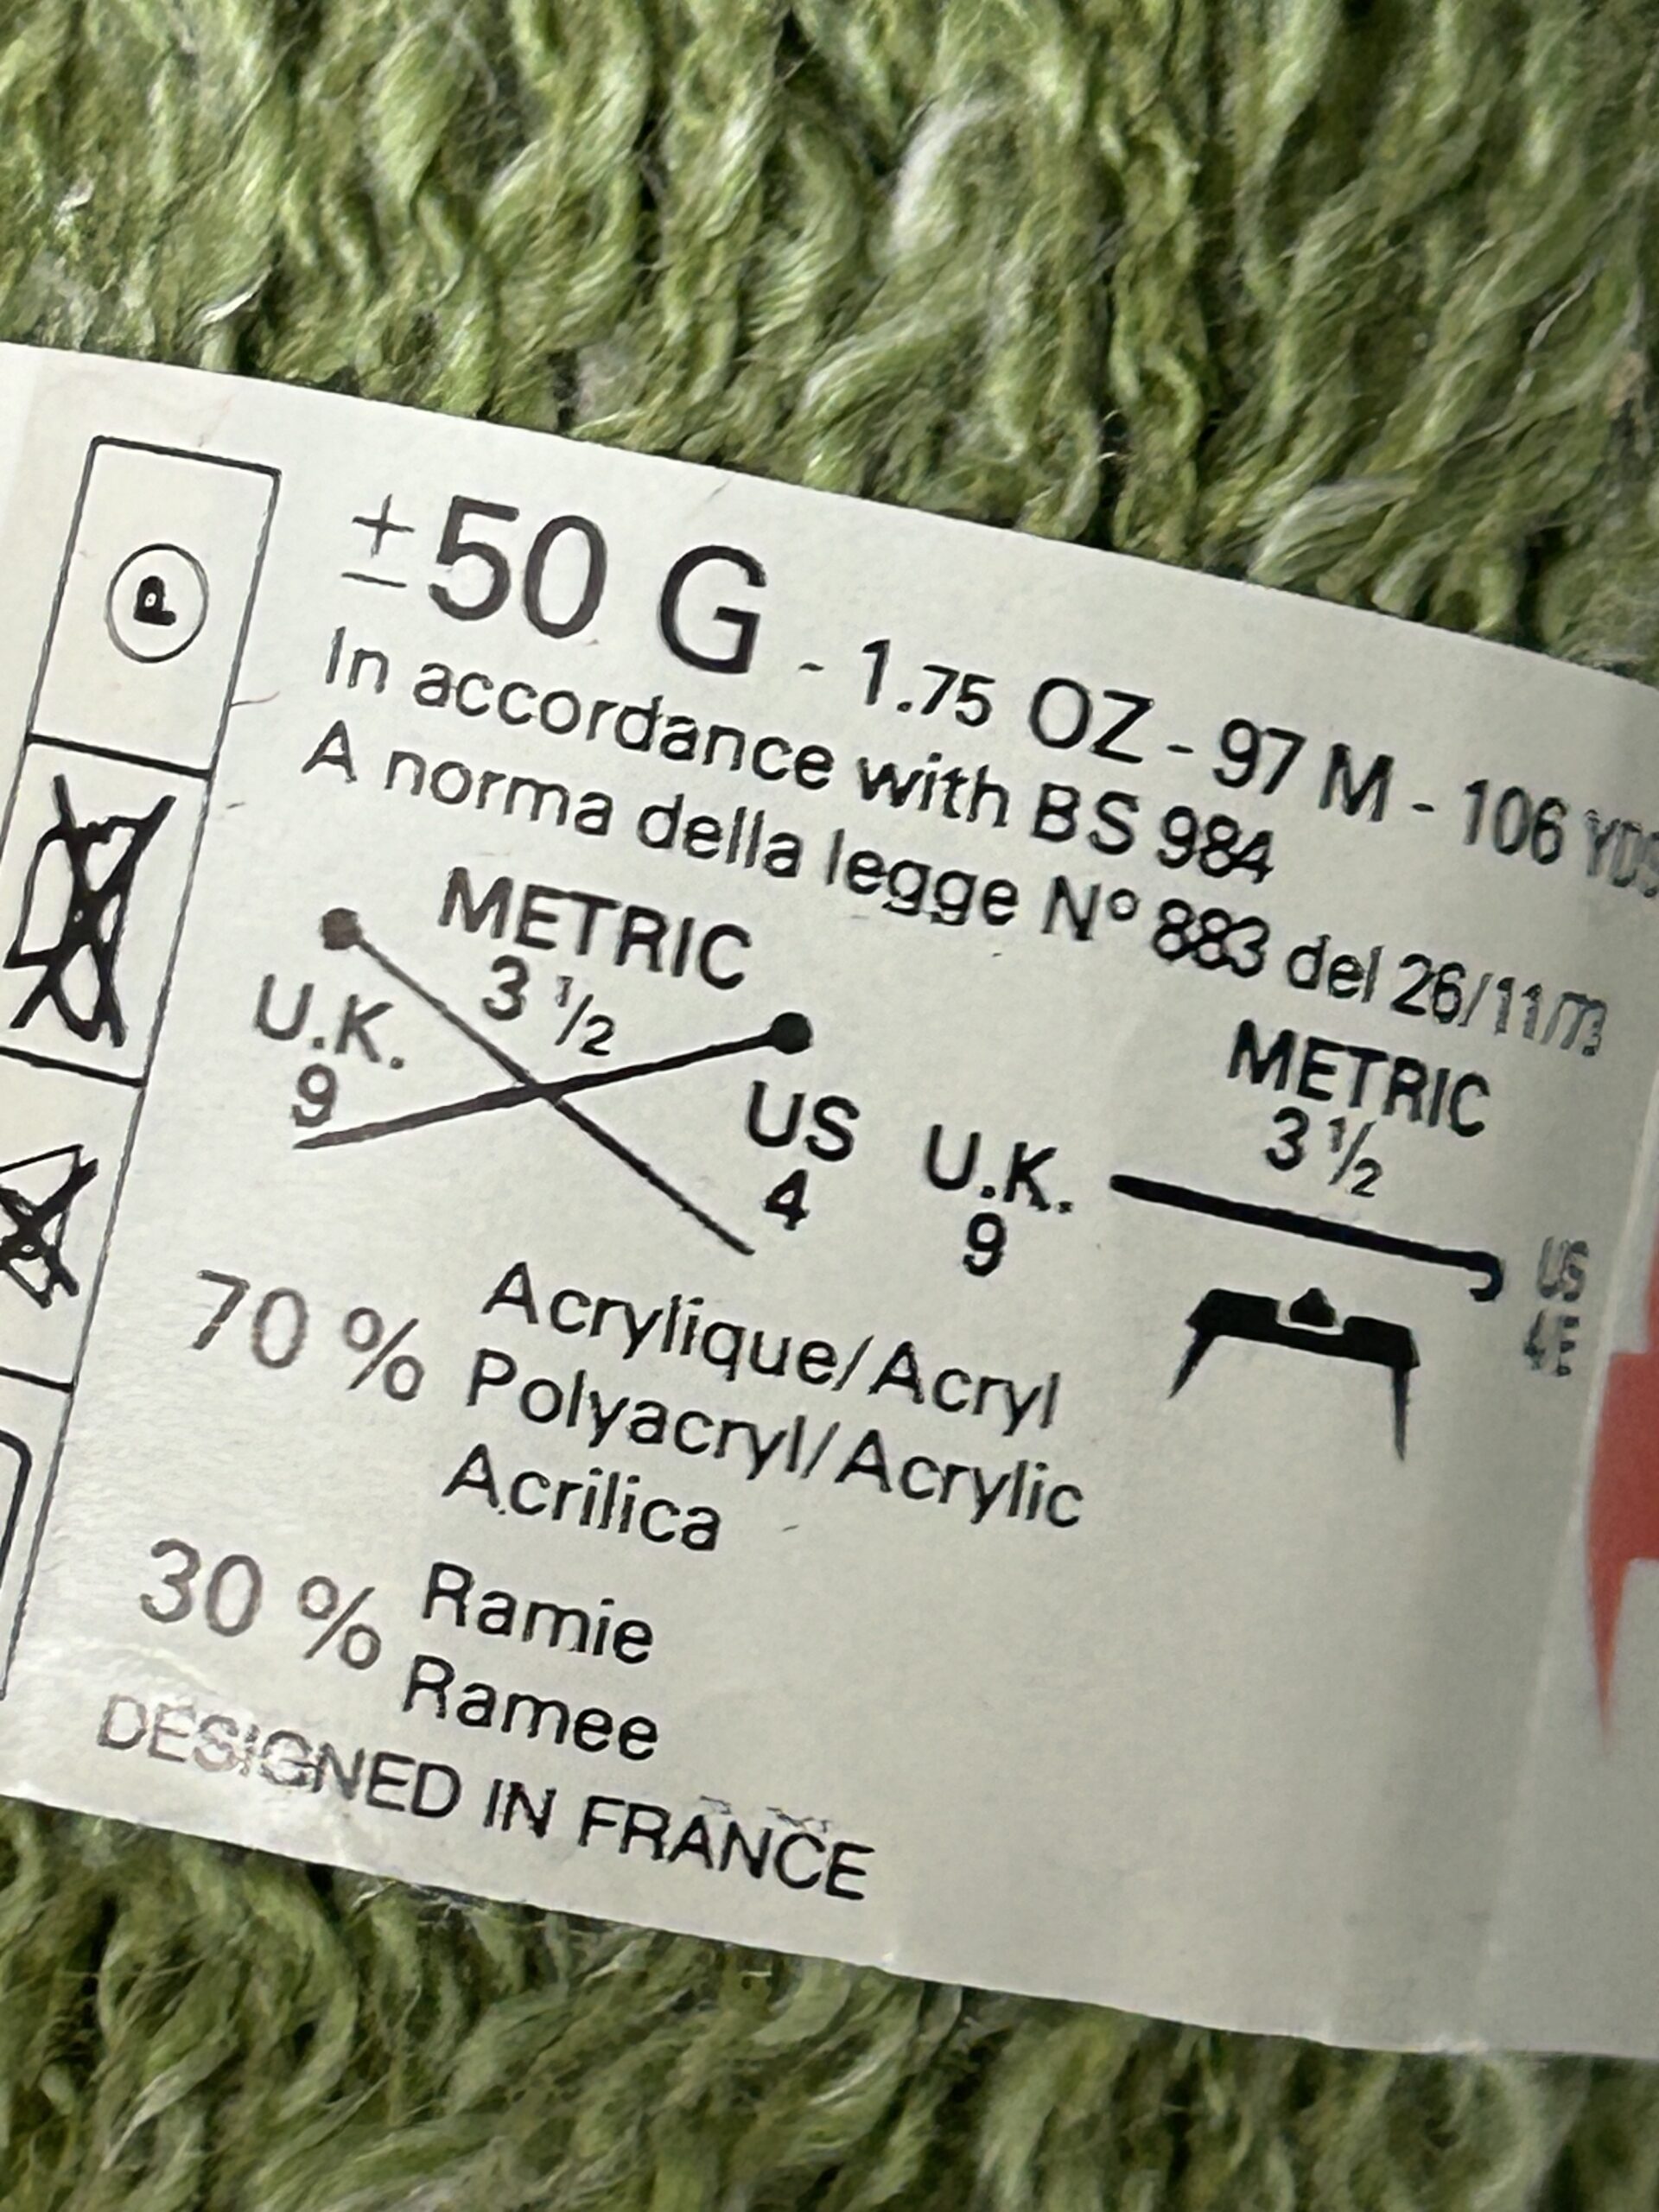 P
±50 G - 1.75 OZ - 97 M - 106 YDS
In accordance with BS 984
A norma della legge Nº 883 del 26/11/73
METRIC
3 1/2
U.K.
9
US
4
METRIC
3 1/2
U.K.
9
US
4E
70 %
Acrylique/Acryl
Polyacryl/Acrylic
Acrilica
30 %
Ramie
Ramee
DESIGNED IN FRANCE